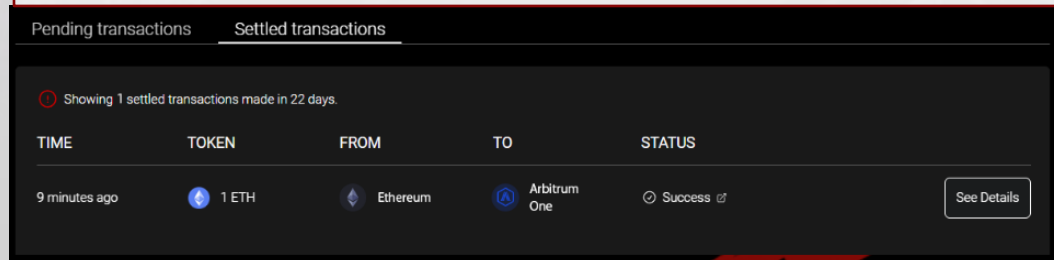 Pending transactions Settled transactions
Showing 1 settled transactions made in 22 days.
TIME TOKEN FROM TO STATUS
9 minutes ago 1 ETH Ethereum Arbitrum One Success See Details